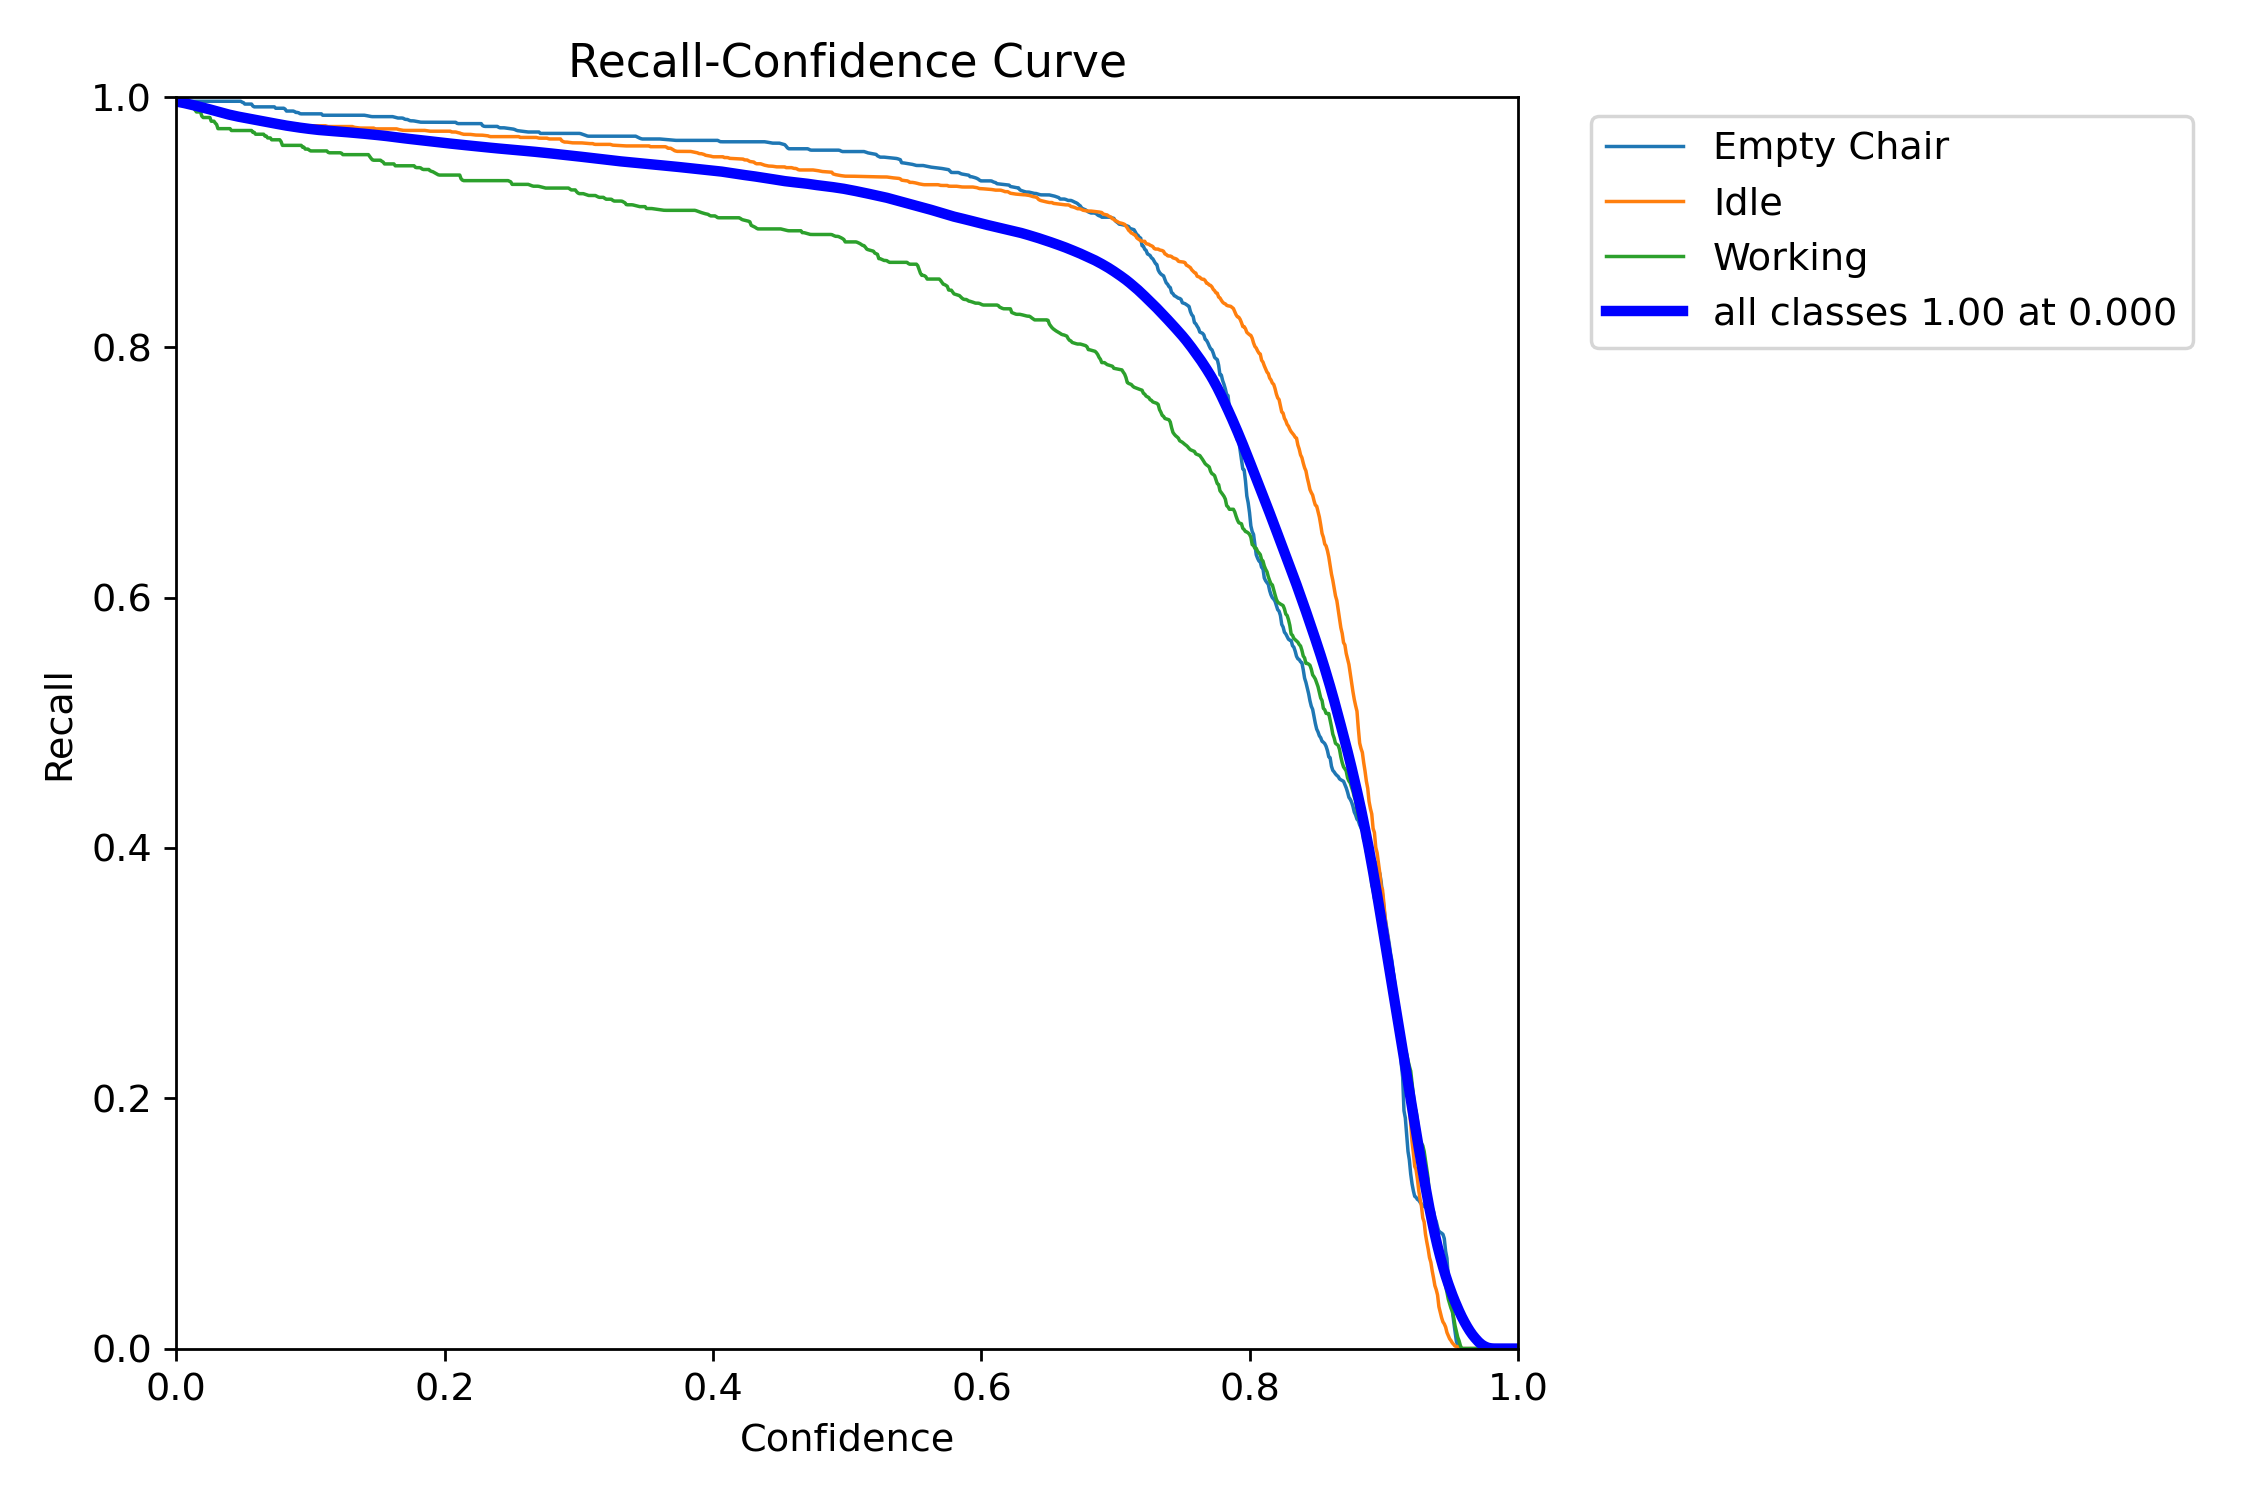 Recall-Confidence Curve
1.0
0.8
0.6
0.4
0.2
0.0
Recall
0.0 0.2 0.4 0.6 0.8 1.0
Confidence
Empty Chair
Idle
Working
all classes 1.00 at 0.000